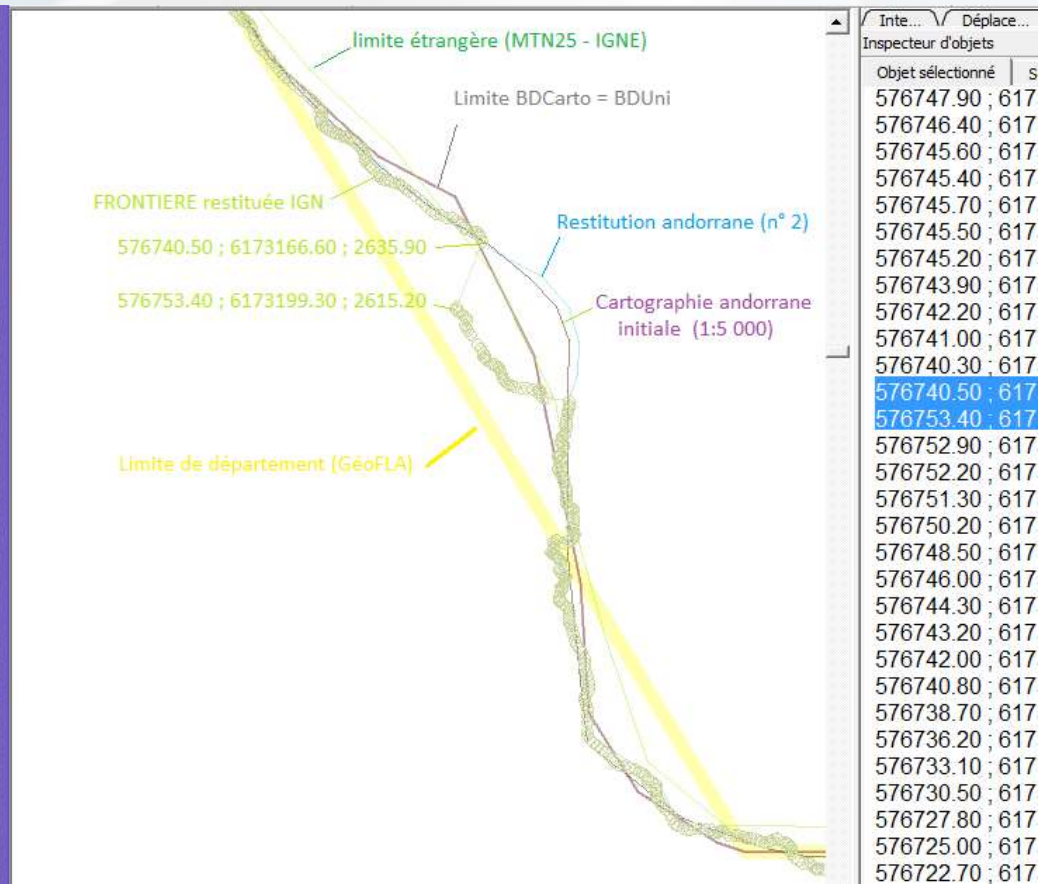 limite étrangère (MTN25 - IGNE)
Limite BDCarto = BDUni
FRONTIERE restituée IGN
576740.50 ; 6173166.60 ; 2635.90
576753.40 ; 6173199.30 ; 2615.20
Restitution andorrane (n° 2)
Cartographie andorrane
initiale (1:5 000)
Limite de département (GéoFLA)
Inte...
Déplace...
Inspecteur d'objets
Objet sélectionné
S
576747.90 ; 617
576746.40 ; 617
576745.60 ; 617
576745.40 ; 617
576745.70 ; 617
576745.50 ; 617
576745.20 ; 617
576743.90 ; 617
576742.20 ; 617
576741.00 ; 617
576740.30 ; 617
576740.50 ; 617
576753.40 ; 617
576752.90 ; 617
576752.20 ; 617
576751.30 ; 617
576750.20 ; 617
576748.50 ; 617
576746.00 ; 617
576744.30 ; 617
576743.20 ; 617
576742.00 ; 617
576740.80 ; 617
576738.70 ; 617
576736.20 ; 617
576733.10 ; 617
576730.50 ; 617
576727.80 ; 617
576725.00 ; 617
576722.70 ; 617